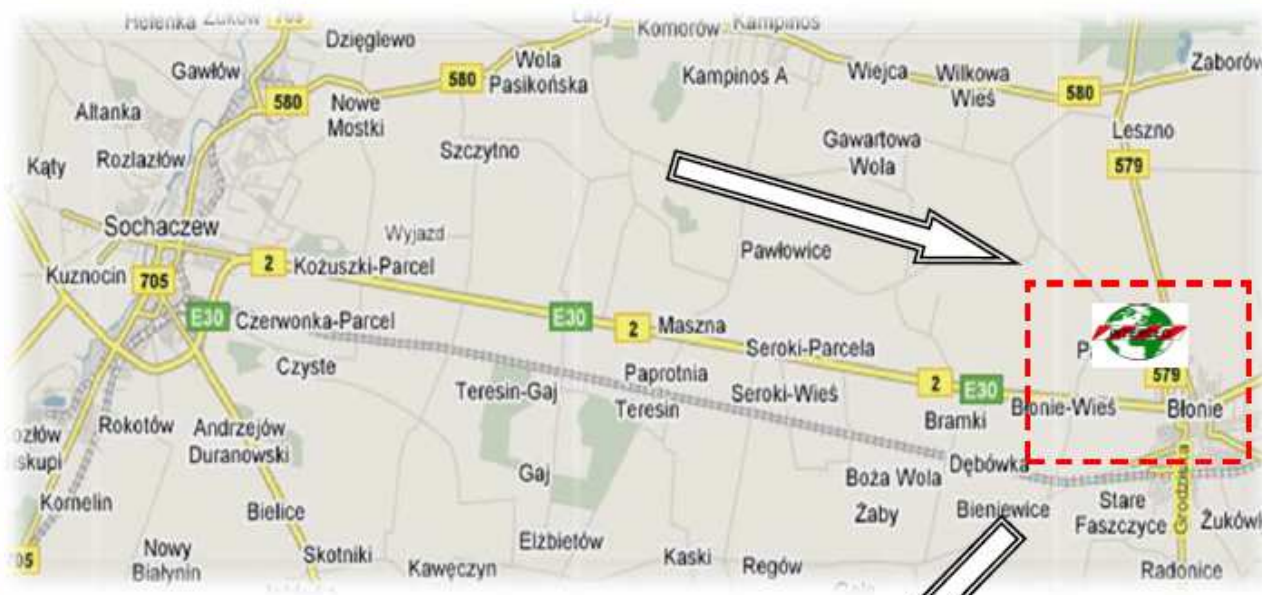 Helenka
Żuków
705
Łazy
Komorów
Kampinos
Dzięglewo
Gawłów
580
Wola
Pasikońska
Kampinos A
Wiejca
Wilkowa
Wieś
580
Zaborów
580
Nowe
Mostki
Altanka
Leszno
Szczytno
Gawartowa
Wola
Kąty
Rozlazłów
579
Sochaczew
Wyjazd
Pawłowice
2
Kożuszki-Parcel
Kuznocin
705
E30
Czerwonka-Parcel
E30
2
Maszna
Seroki-Parcela
Czyste
Paprotnia
579
Teresin-Gaj
Teresin
Seroki-Wieś
2
E30
Błonie-Wieś
Błonie
Bramki
Rokotów
Andrzejów
Duranowski
Gaj
Dębówka
Boża Wola
Kornelin
Bielice
Żaby
Bieniewice
Stare
Faszczyce
Grodziska
Elżbietów
Nowy
Białynin
Skotniki
Kawęczyn
Kaski
Regów
Radonice